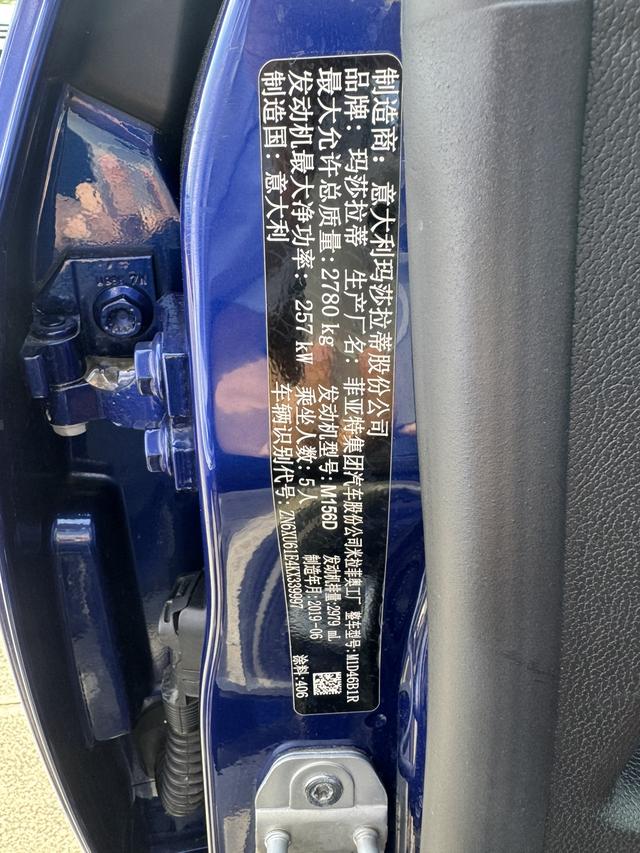 制造商: 意大利玛莎拉蒂股份公司
品牌: 玛莎拉蒂 生产厂名: 菲亚特集团汽车股份公司米拉菲奥工厂 整车型号:M1D46B1R
最大允许总质量:2780 kg 发动机型号:M156D 发动机排量:2979 mL
发动机最大净功率: 257 kW 乘坐人数:5人 制造年月:2019-06
制造国:意大利 车辆识别代号:ZN6XU61E4KX339997 涂料:406